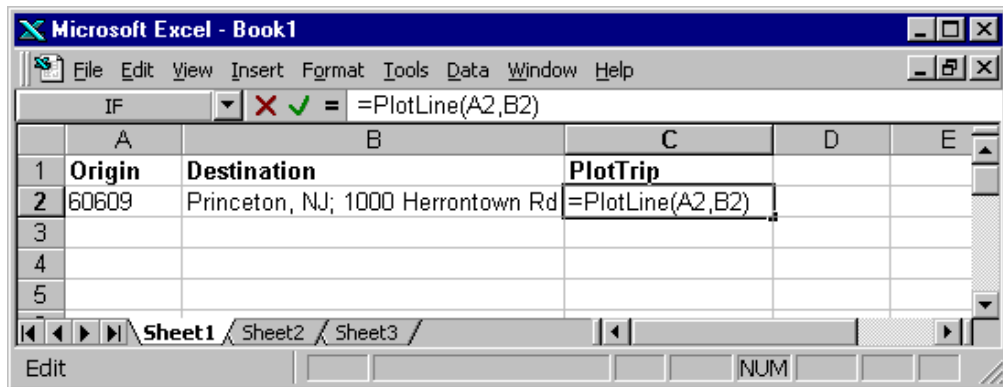 Microsoft Excel - Book1
File Edit View Insert Format Tools Data Window Help
IF = =PlotLine(A2,B2)
A B C D E
1 Origin Destination PlotTrip
2 60609 Princeton, NJ; 1000 Herrontown Rd =PlotLine(A2,B2)
3
4
5
Sheet1 Sheet2 Sheet3
Edit NUM